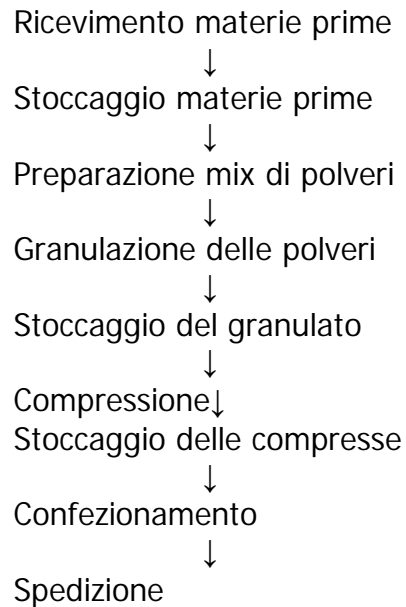 Ricevimento materie prime
↓
Stoccaggio materie prime
↓
Preparazione mix di polveri
↓
Granulazione delle polveri
↓
Stoccaggio del granulato
↓
Compressione↓
Stoccaggio delle compresse
↓
Confezionamento
↓
Spedizione